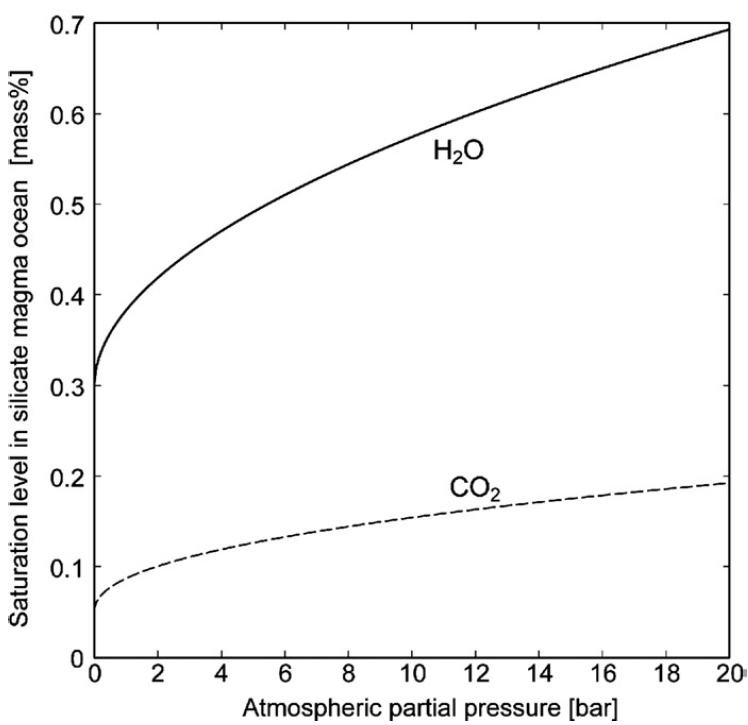 Saturation level in silicate magma ocean [mass%]
0.7
0.6
0.5
0.4
0.3
0.2
0.1
0
H₂O
CO₂
0 2 4 6 8 10 12 14 16 18 20
Atmospheric partial pressure [bar]